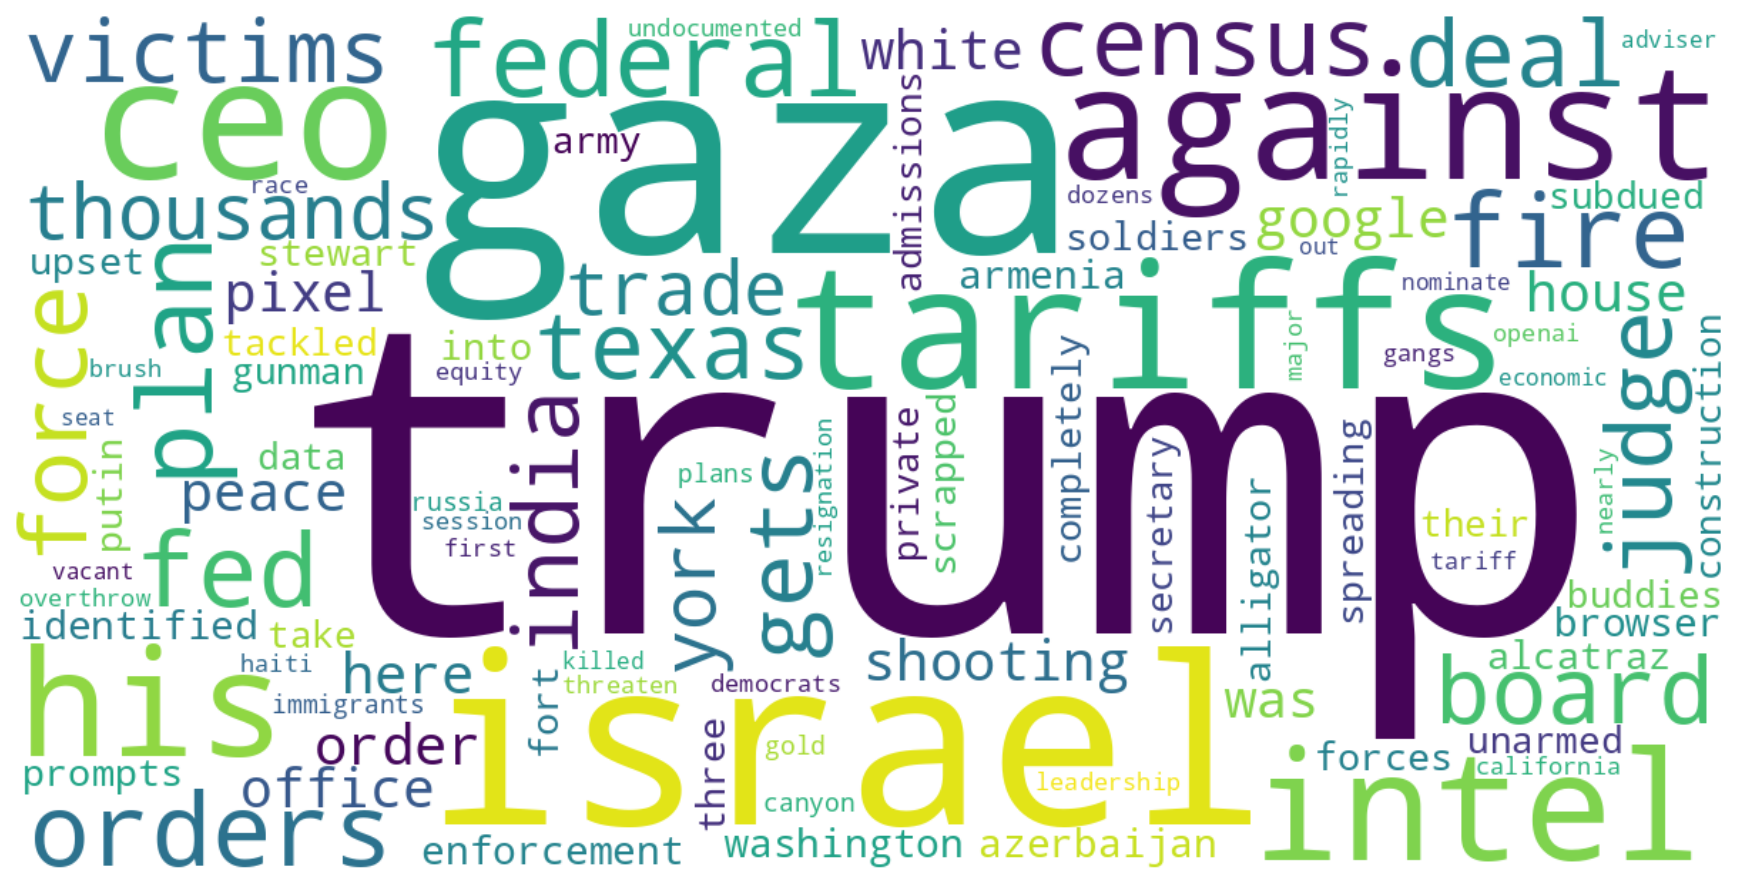 victims
federal
undocumented
white
census.
deal
adviser
ceo
gaza
army
admissions
against
rapidly
thousands
race
dozens
subdued
upset
stewart
soldiers
google
out
fire
plan
pixel
trade
armenia
nominate
house
force
tackled
texas
tariffs
major
openai
brush
gunman
into
equity
gangs
economic
judge
construction
seat
trump
data
putin
peace
russia
session
first
india
plans
york
gets
resignation
private
scrapped
completely
secretary
alligator
spreading
their
tariff
nearly
vacant
fed
overthrow
buddies
identified
take
browser
his
haiti
here
immigrants
fort
killed
threaten
democrats
shooting
was
alcatraz
board
order
israel
three
gold
leadership
forces
unarmed
california
prompts
office
canyon
intel
orders
enforcement
washington
azerbaijan